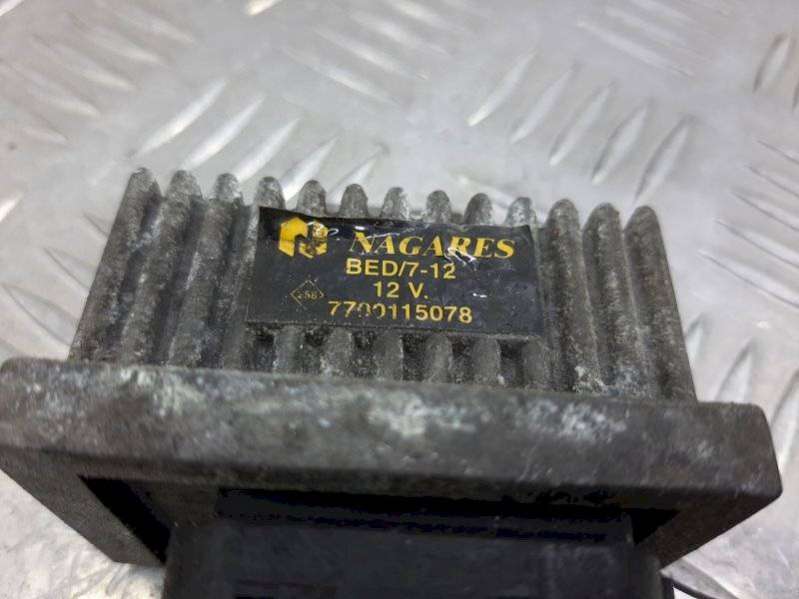 NAGARES
BED/7-12
12 V.
7700115078